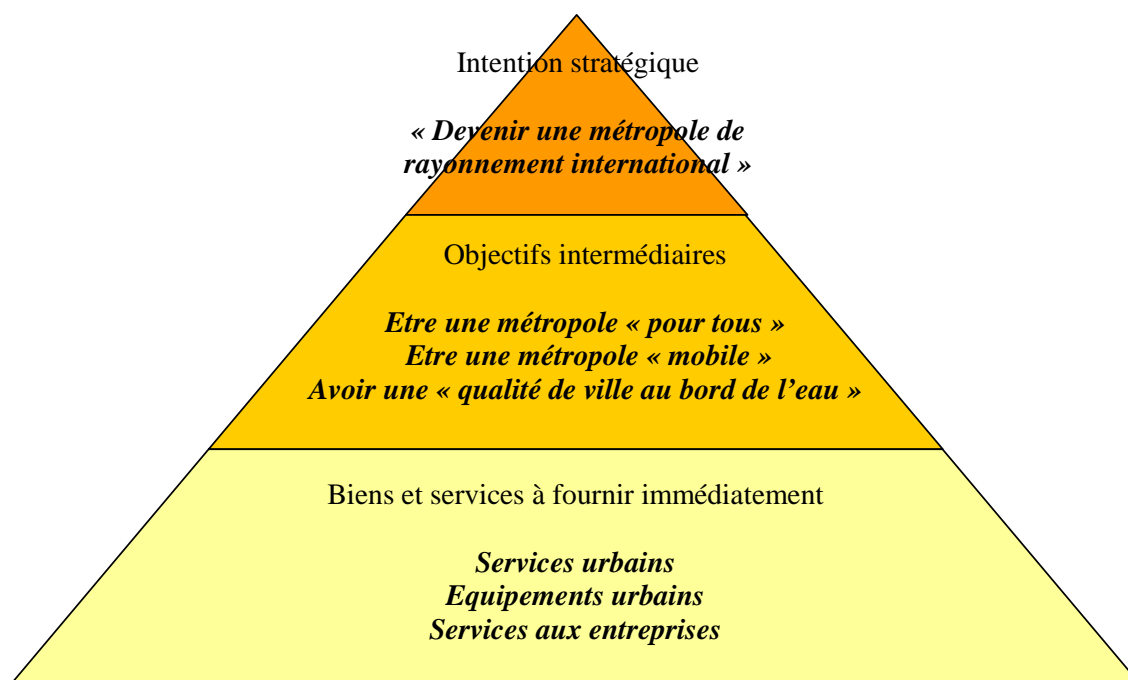 Intention stratégique
« Devenir une métropole de
rayonnement international »
Objectifs intermédiaires
Etre une métropole « pour tous »
Etre une métropole « mobile »
Avoir une « qualité de ville au bord de l’eau »
Biens et services à fournir immédiatement
Services urbains
Equipements urbains
Services aux entreprises